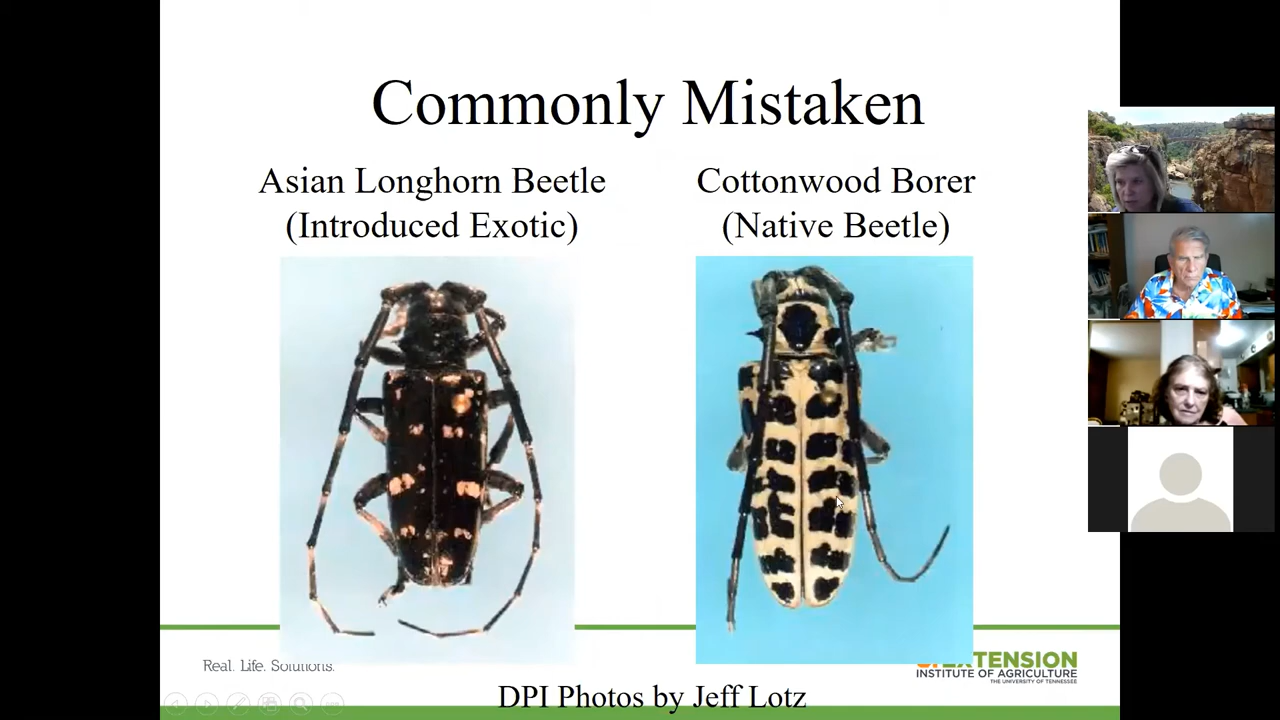 Commonly Mistaken
Asian Longhorn Beetle
(Introduced Exotic)
Cottonwood Borer
(Native Beetle)
Real. Life. Solutions.
EXTENSION
INSTITUTE OF AGRICULTURE
THE UNIVERSITY OF TENNESSEE
DPI Photos by Jeff Lotz